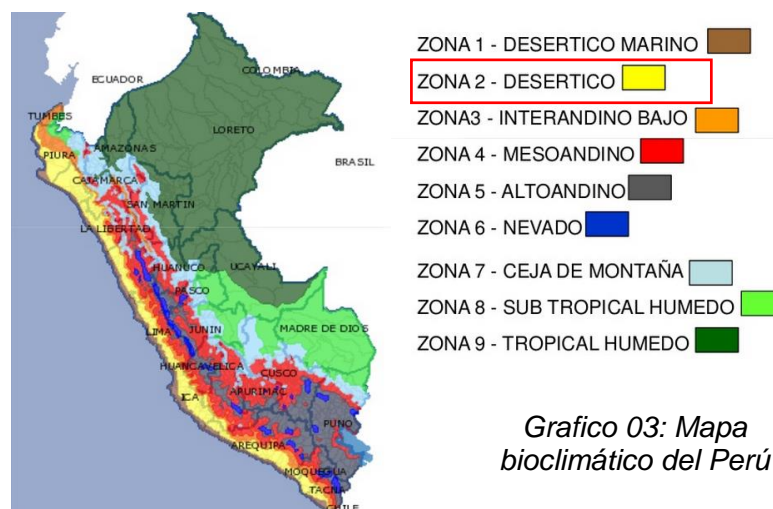 COLOMBIA
ECUADOR
TUMBES
LORETO
PIURA
AMAZONAS
BRASIL
CAJAMARCA
SAN MARTIN
LA LIBERTAD
HUANUCO
UCAYALI
PASCO
LIMA
JUNIN
MADRE DE DIOS
HUANCAVELICA
CUSCO
ICA
APURIMAC
PUNO
AREQUIPA
MOQUEGUA
TACNA
CHILE
ZONA 1 - DESERTICO MARINO
ZONA 2 - DESERTICO
ZONA3 - INTERANDINO BAJO
ZONA 4 - MESOANDINO
ZONA 5 - ALTOANDINO
ZONA 6 - NEVADO
ZONA 7 - CEJA DE MONTAÑA
ZONA 8 - SUB TROPICAL HUMEDO
ZONA 9 - TROPICAL HUMEDO
Grafico 03: Mapa
bioclimático del Perú